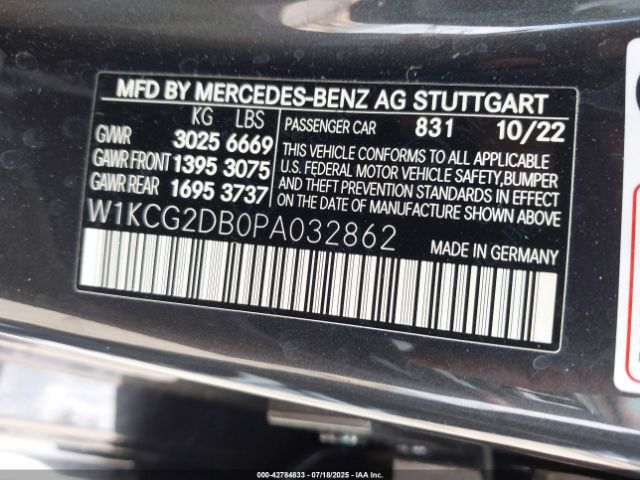 MFD BY MERCEDES-BENZ AG STUTTGART
KG LBS
GVWR 3025 6669
GAWR FRONT 1395 3075
GAWR REAR 1695 3737
PASSENGER CAR 831 10/22
THIS VEHICLE CONFORMS TO ALL APPLICABLE
U.S. FEDERAL MOTOR VEHICLE SAFETY,BUMPER,
AND THEFT PREVENTION STANDARDS IN EFFECT
ON THE DATE OF MANUFACTURE SHOWN ABOVE.
W1KCG2DB0PA032862
MADE IN GERMANY
000-42784833 - 07/18/2025 - IAA Inc.